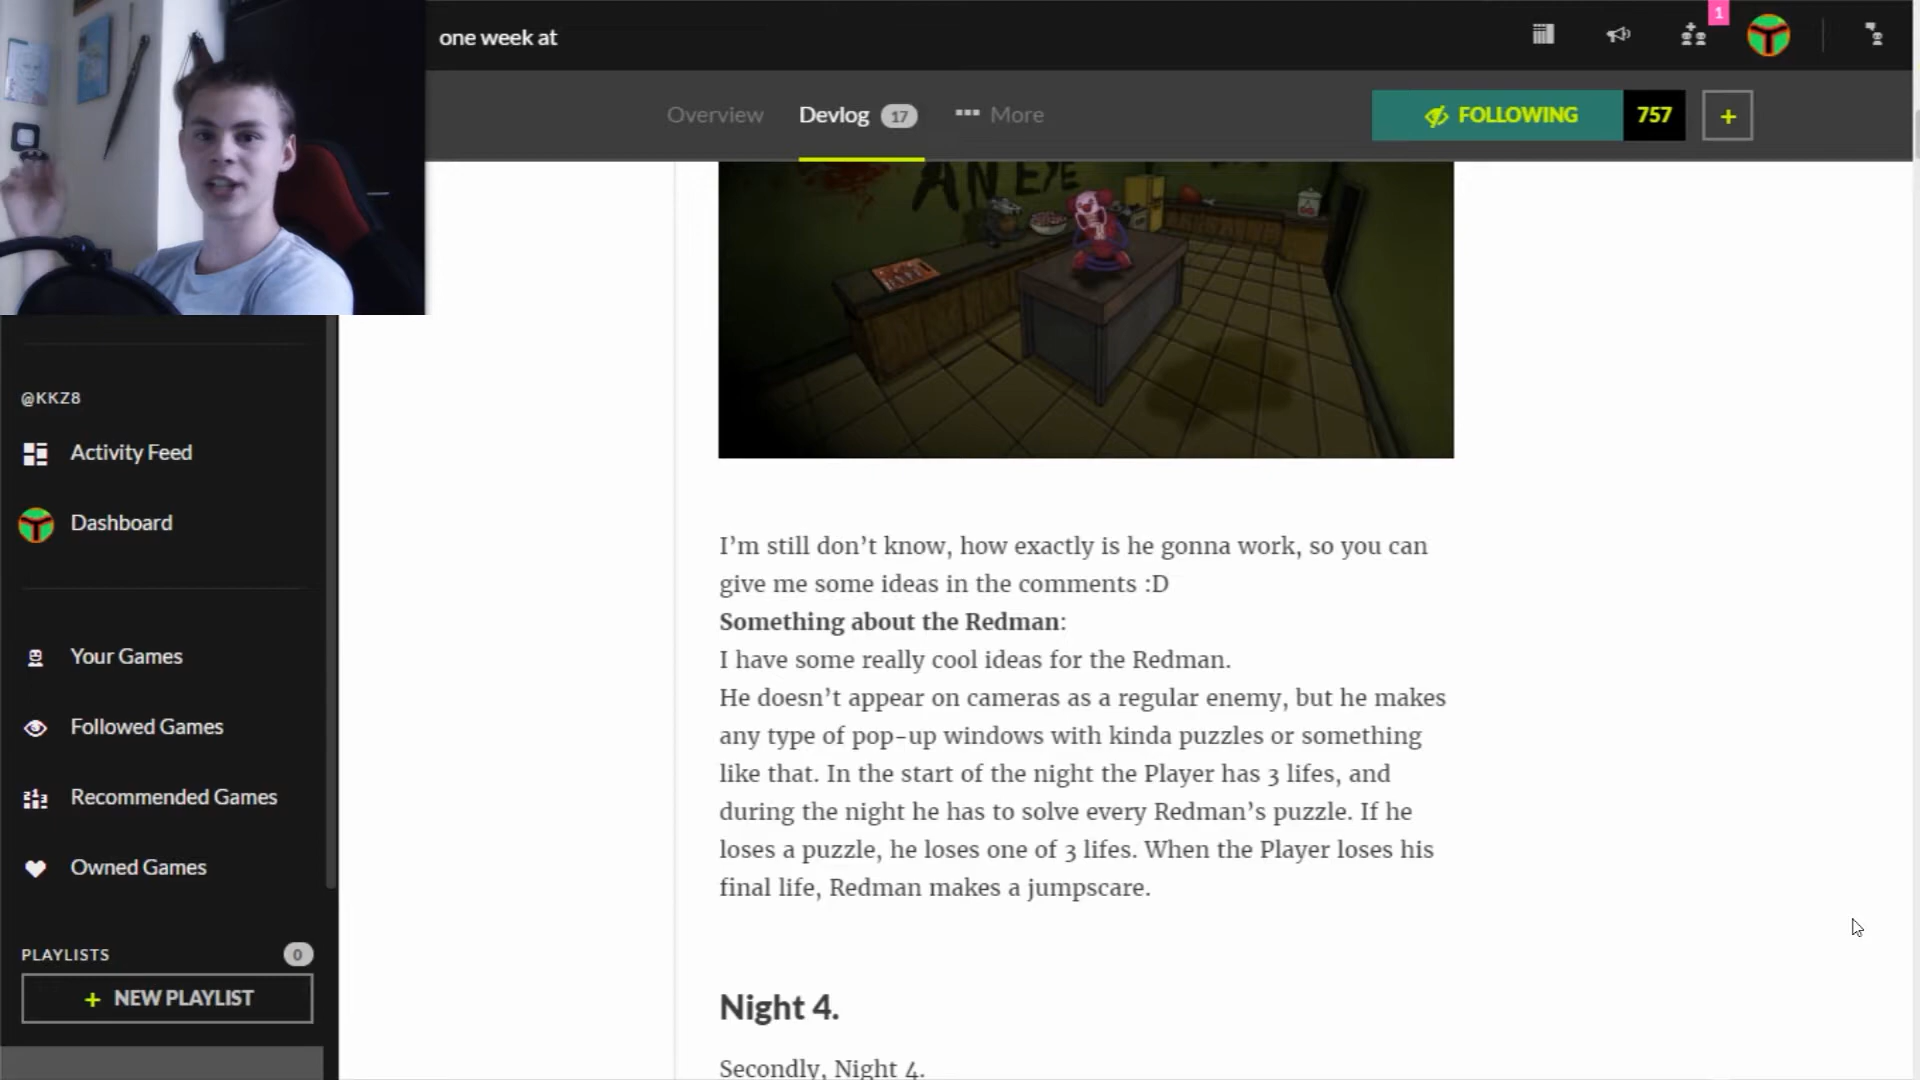 one week at
1
Overview
Devlog 17
More
FOLLOWING 757
+
AN EYE
@KKZ8
Activity Feed
Dashboard
Your Games
Followed Games
Recommended Games
Owned Games
PLAYLISTS 0
+ NEW PLAYLIST
I’m still don’t know, how exactly is he gonna work, so you can
give me some ideas in the comments :D
Something about the Redman:
I have some really cool ideas for the Redman.
He doesn’t appear on cameras as a regular enemy, but he makes
any type of pop-up windows with kinda puzzles or something
like that. In the start of the night the Player has 3 lifes, and
during the night he has to solve every Redman’s puzzle. If he
loses a puzzle, he loses one of 3 lifes. When the Player loses his
final life, Redman makes a jumpscare.
Night 4.
Secondly, Night 4.